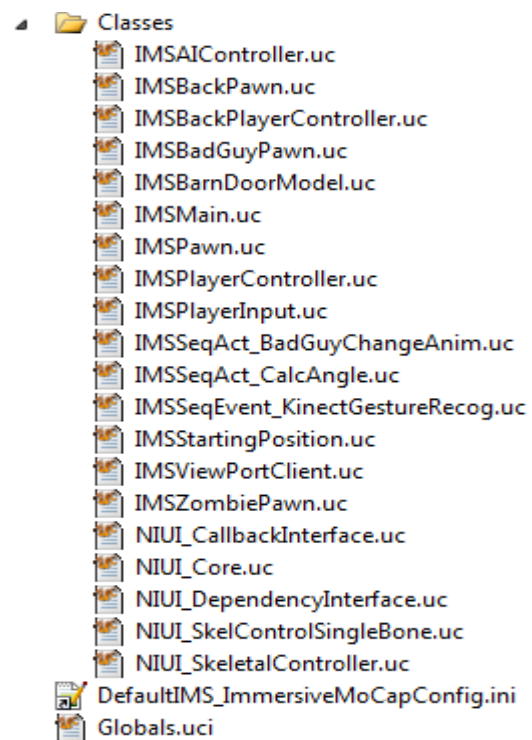 Classes
IMSAIController.uc
IMSBackPawn.uc
IMSBackPlayerController.uc
IMSBadGuyPawn.uc
IMSBarnDoorModel.uc
IMSMain.uc
IMSPawn.uc
IMSPlayerController.uc
IMSPlayerInput.uc
IMSSeqAct_BadGuyChangeAnim.uc
IMSSeqAct_CalcAngle.uc
IMSSeqEvent_KinectGestureRecog.uc
IMSStartingPosition.uc
IMSViewPortClient.uc
IMSZombiePawn.uc
NIUI_CallbackInterface.uc
NIUI_Core.uc
NIUI_DependencyInterface.uc
NIUI_SkelControlSingleBone.uc
NIUI_SkeletalController.uc
DefaultIMS_ImmersiveMoCapConfig.ini
Globals.uci